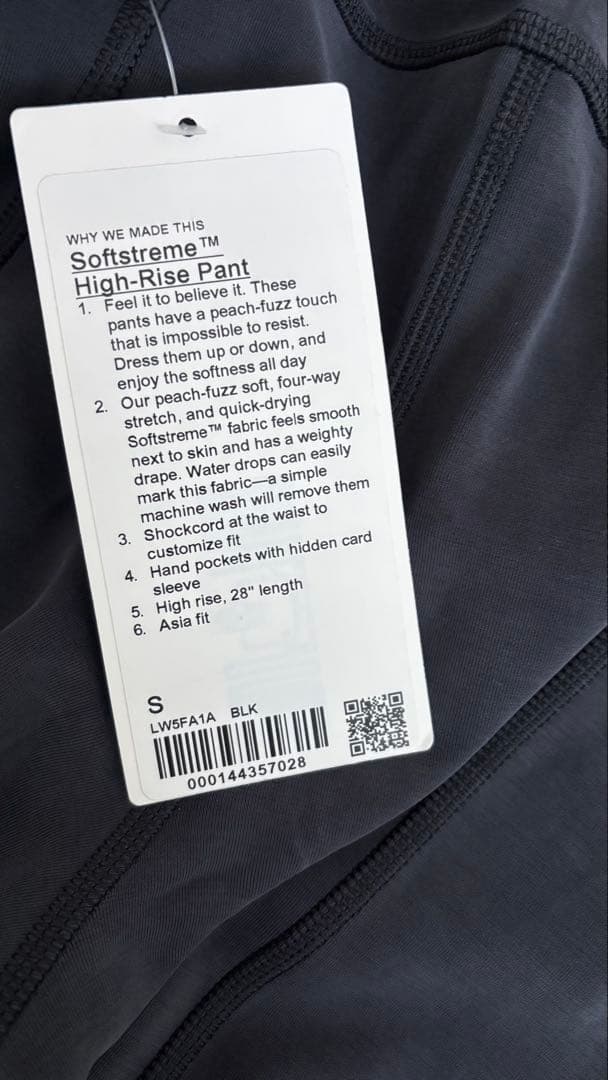 WHY WE MADE THIS
Softstreme™
High-Rise Pant
1. Feel it to believe it. These
pants have a peach-fuzz touch
that is impossible to resist.
Dress them up or down, and
enjoy the softness all day
2. Our peach-fuzz soft, four-way
stretch, and quick-drying
Softstreme™ fabric feels smooth
next to skin and has a weighty
drape. Water drops can easily
mark this fabric—a simple
machine wash will remove them
3. Shockcord at the waist to
customize fit
4. Hand pockets with hidden card
sleeve
5. High rise, 28" length
6. Asia fit
S
LW5FA1A BLK
000144357028